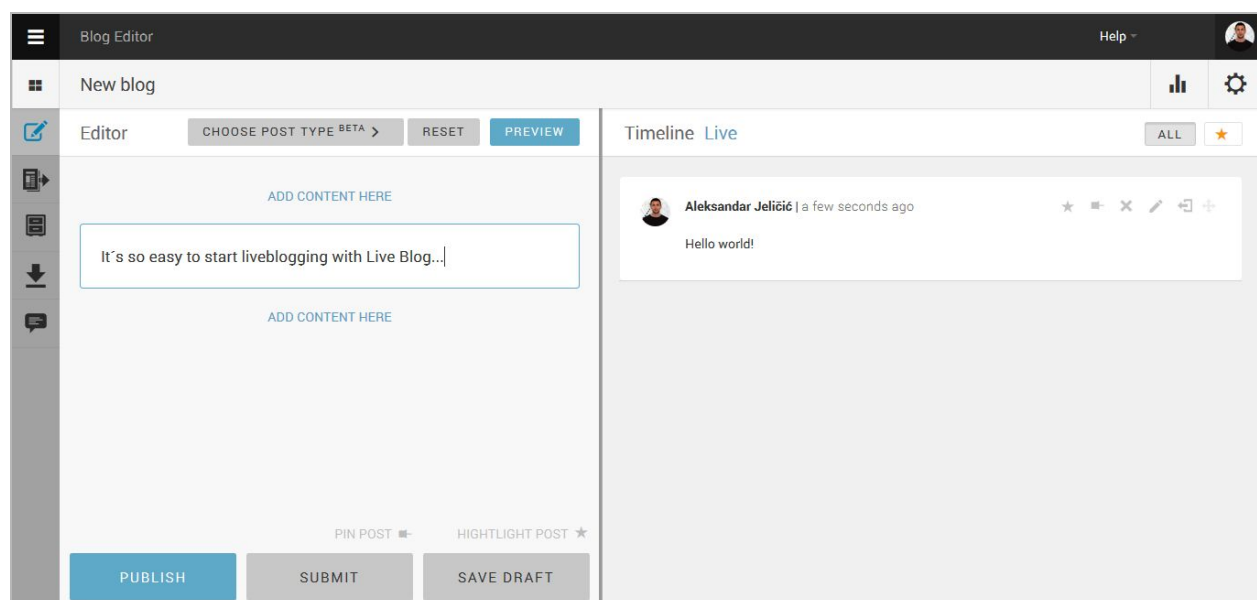 Blog Editor
Help
New blog
Editor
CHOOSE POST TYPE BETA >
RESET
PREVIEW
Timeline Live
ALL
ADD CONTENT HERE
It´s so easy to start liveblogging with Live Blog...
ADD CONTENT HERE
Aleksandar Jeličić | a few seconds ago
Hello world!
PIN POST
HIGHTLIGHT POST
PUBLISH
SUBMIT
SAVE DRAFT